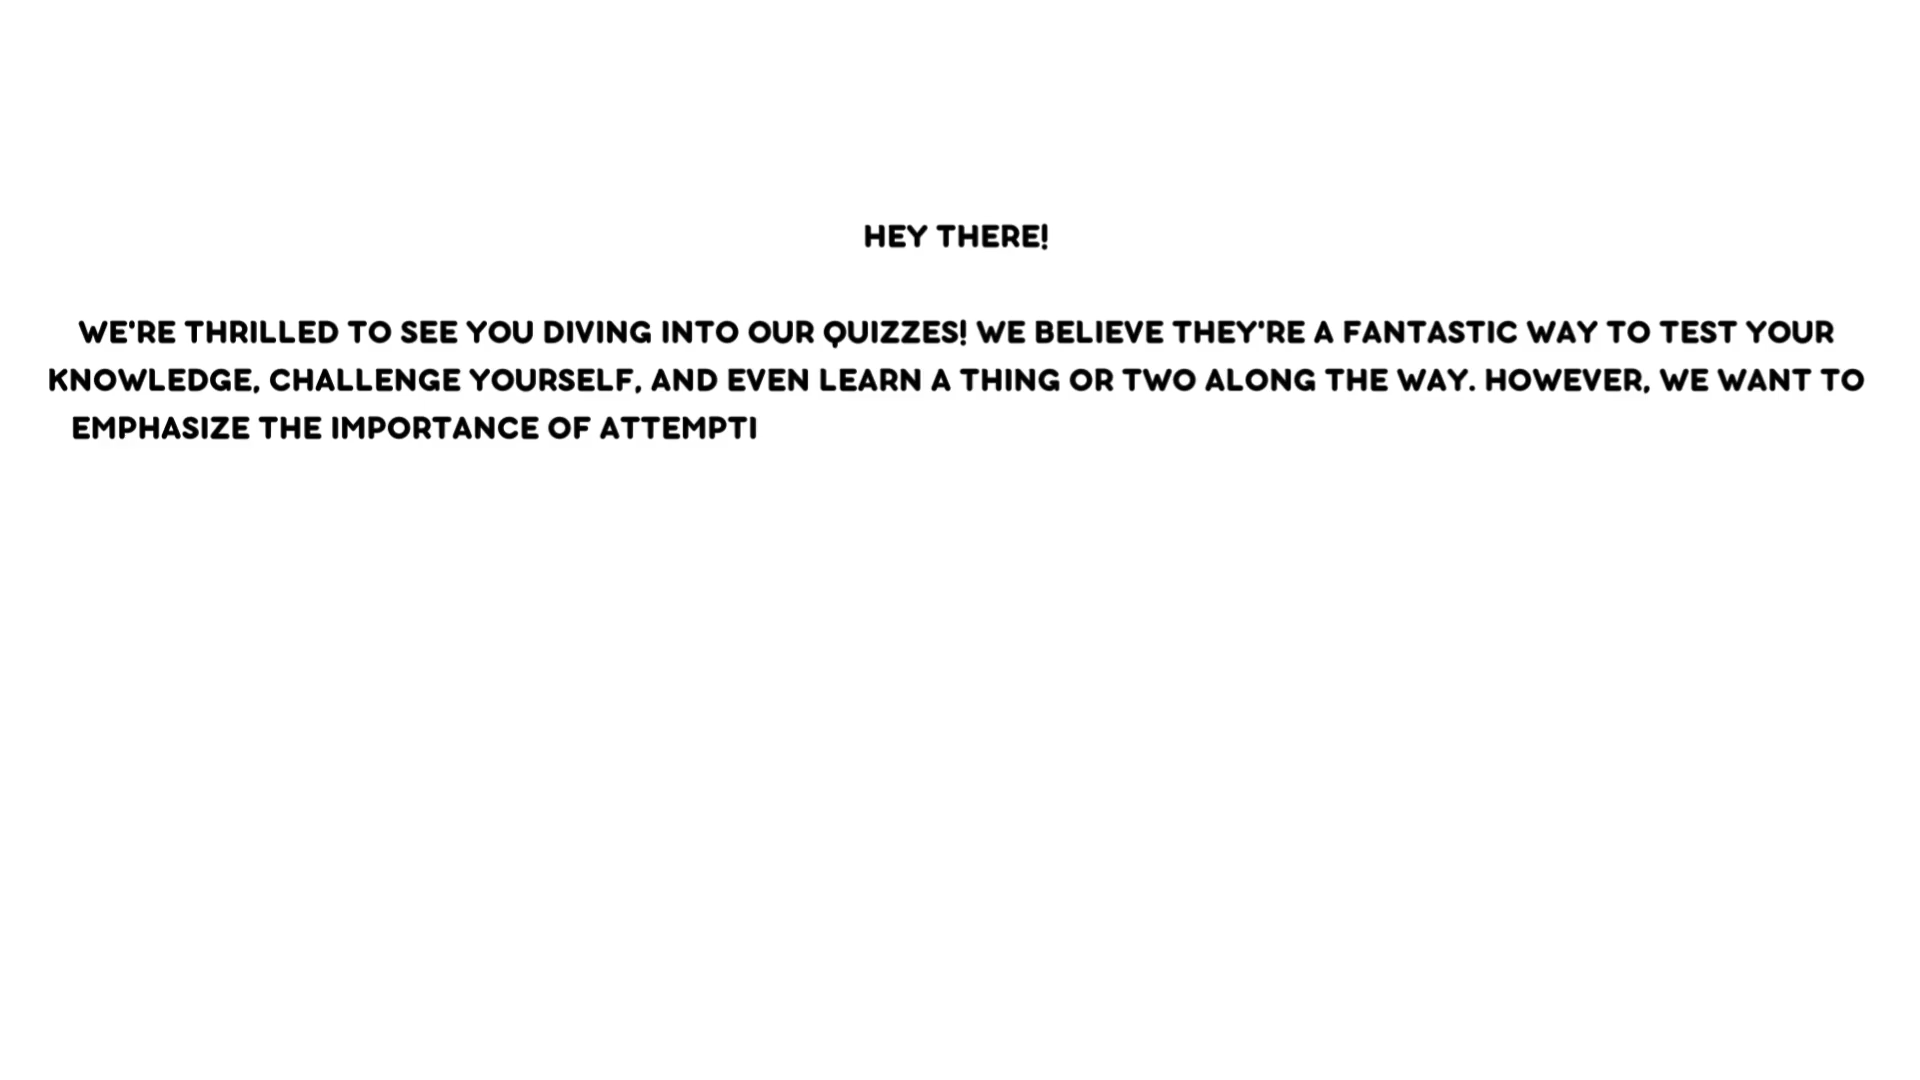 HEY THERE!
WE'RE THRILLED TO SEE YOU DIVING INTO OUR QUIZZES! WE BELIEVE THEY'RE A FANTASTIC WAY TO TEST YOUR
KNOWLEDGE, CHALLENGE YOURSELF, AND EVEN LEARN A THING OR TWO ALONG THE WAY. HOWEVER, WE WANT TO
EMPHASIZE THE IMPORTANCE OF ATTEMPTI